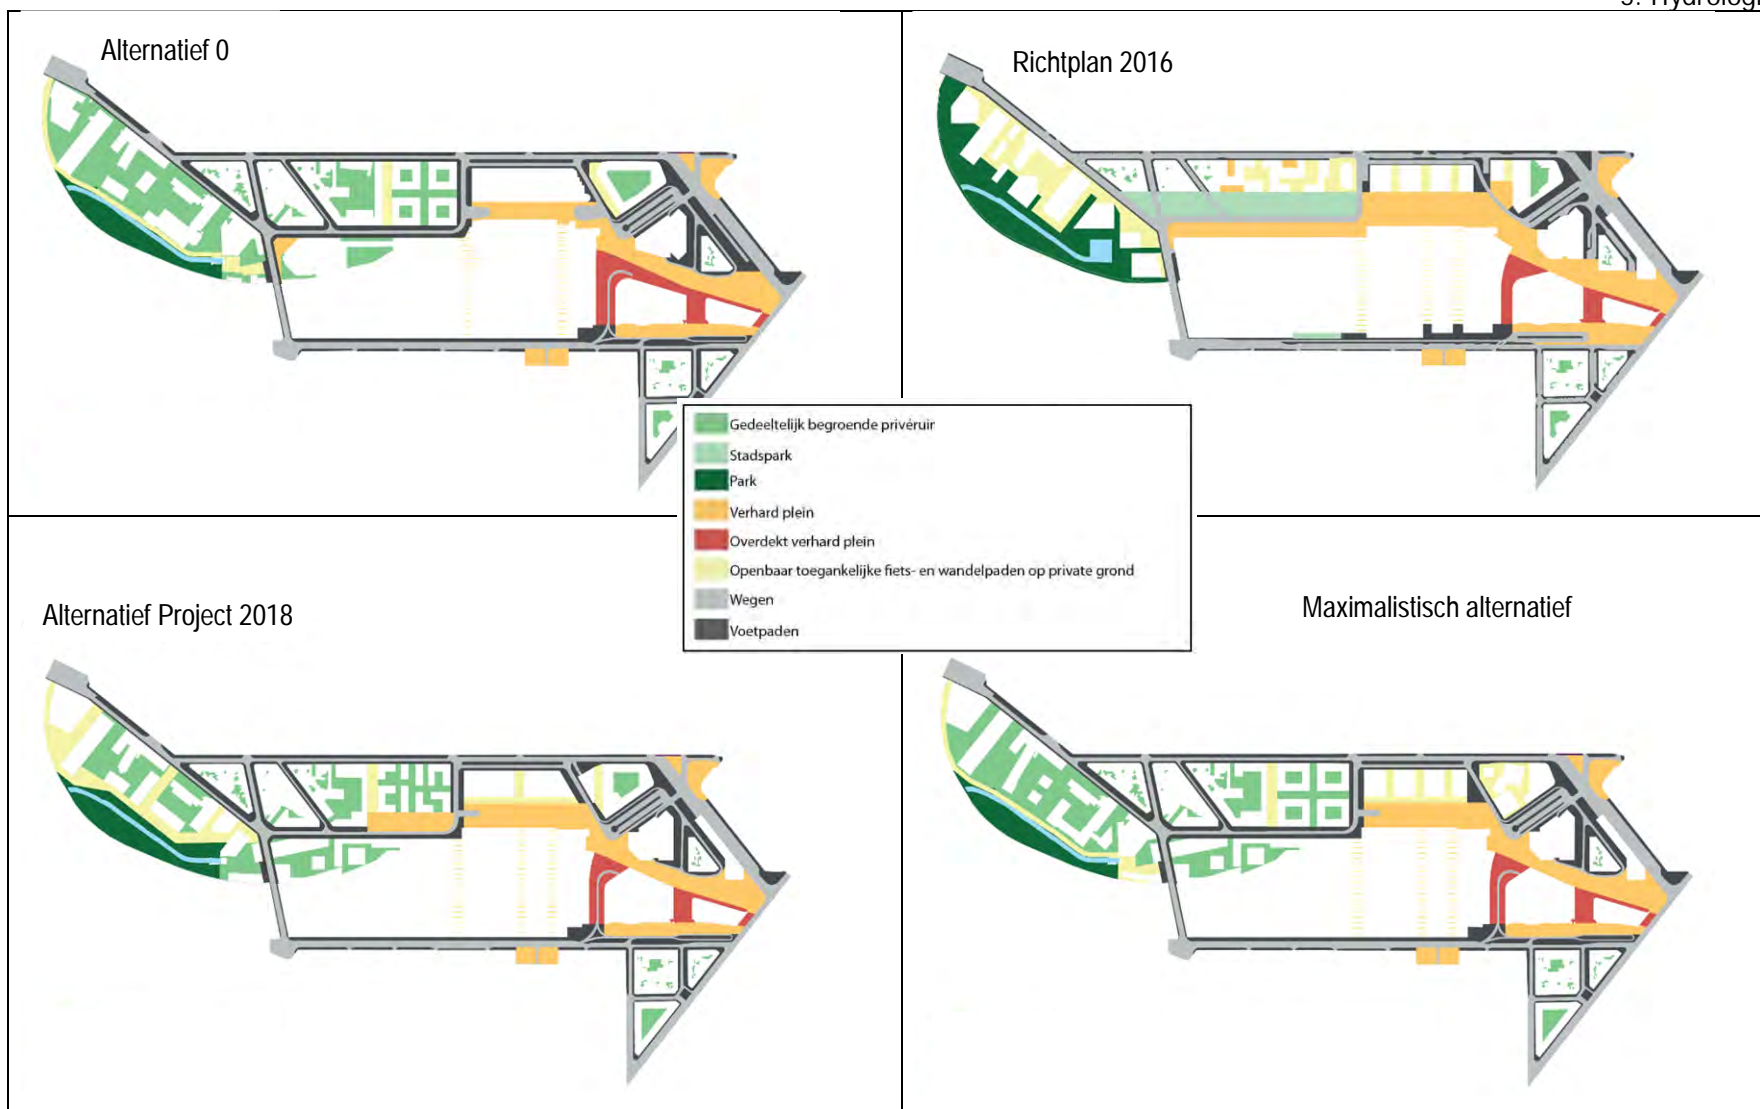 Alternatief 0
Richtplan 2016
Gedeeltelijk begroende privéruir
Stadspark
Park
Verhard plein
Overdekt verhard plein
Openbaar toegankelijke fiets- en wandelpaden op private grond
Wegen
Voetpaden
Alternatief Project 2018
Maximalistisch alternatief